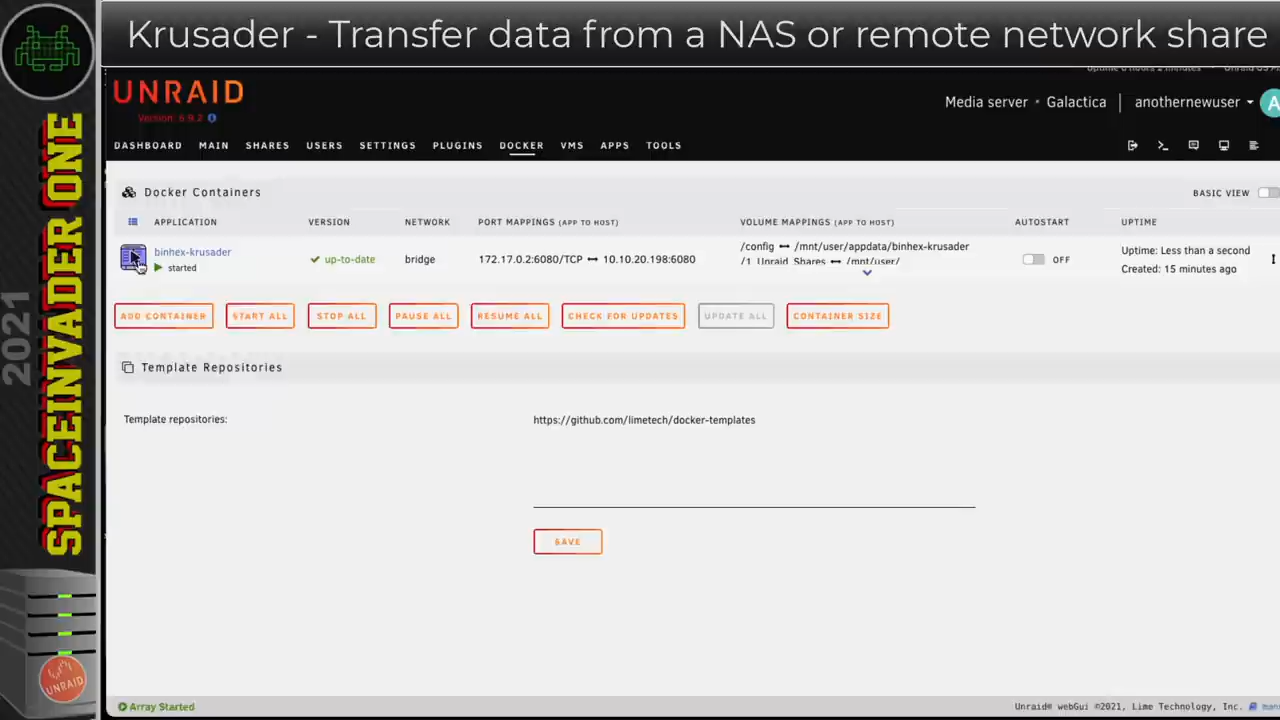 Krusader - Transfer data from a NAS or remote network share
UNRAID
Version: 6.9.2
Media server • Galactica | anothernewuser
A
DASHBOARD MAIN SHARES USERS SETTINGS PLUGINS DOCKER VMS APPS TOOLS
Docker Containers
BASIC VIEW
APPLICATION VERSION NETWORK PORT MAPPINGS (APP TO HOST) VOLUME MAPPINGS (APP TO HOST) AUTOSTART UPTIME
binhex-krusader
started
up-to-date
bridge
172.17.0.2:6080/TCP ↔ 10.10.20.198:6080
/config ↔ /mnt/user/appdata/binhex-krusader
/1_Unraid_Shares ↔ /mnt/user/
OFF
Uptime: Less than a second
Created: 15 minutes ago
ADD CONTAINER START ALL STOP ALL PAUSE ALL RESUME ALL CHECK FOR UPDATES UPDATE ALL CONTAINER SIZE
Template Repositories
Template repositories:
https://github.com/limetech/docker-templates
SAVE
Array Started
Unraid® webGui ©2021, Lime Technology, Inc.
2021
SPACEINVADER ONE
UNRAID